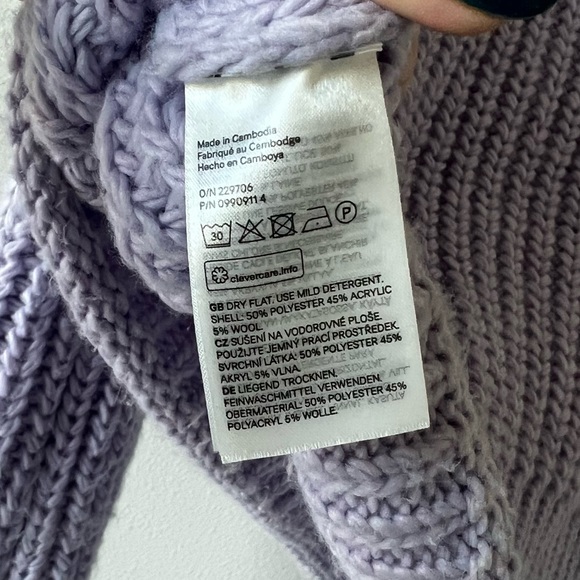 Made in Cambodia
Fabriqué au Cambodge
Hecho en Camboya
O/N 229706
P/N 0990911 4
30
P
clevercare.info
GB DRY FLAT. USE MILD DETERGENT.
SHELL: 50% POLYESTER 45% ACRYLIC
5% WOOL.
CZ SUŠENÍ NA VODOROVNÉ PLOŠE.
POUŽIJTE JEMNÝ PRACÍ PROSTŘEDEK.
SVRCHNÍ LÁTKA: 50% POLYESTER 45%
AKRYL 5% VLNA.
DE LIEGEND TROCKNEN.
FEINWASCHMITTEL VERWENDEN.
OBERMATERIAL: 50% POLYESTER 45%
POLYACRYL 5% WOLLE.